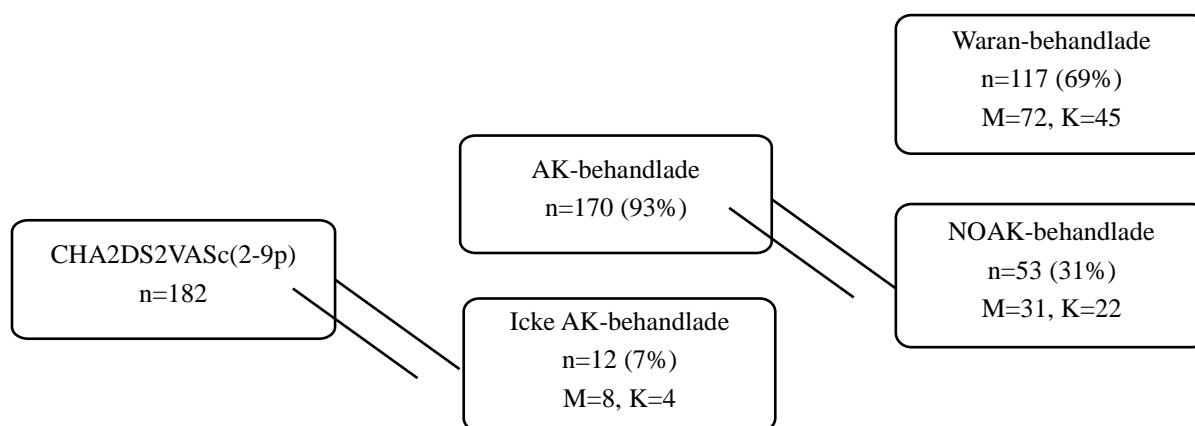 CHA2DS2VASc(2-9p)
n=182
AK-behandlade
n=170 (93%)
Icke AK-behandlade
n=12 (7%)
M=8, K=4
Waran-behandlade
n=117 (69%)
M=72, K=45
NOAK-behandlade
n=53 (31%)
M=31, K=22